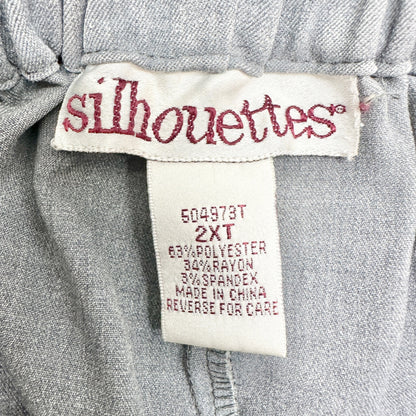 silhouettes®
504973T
2XT
63%POLYESTER
34%RAYON
3%SPANDEX
MADE IN CHINA
REVERSE FOR CARE